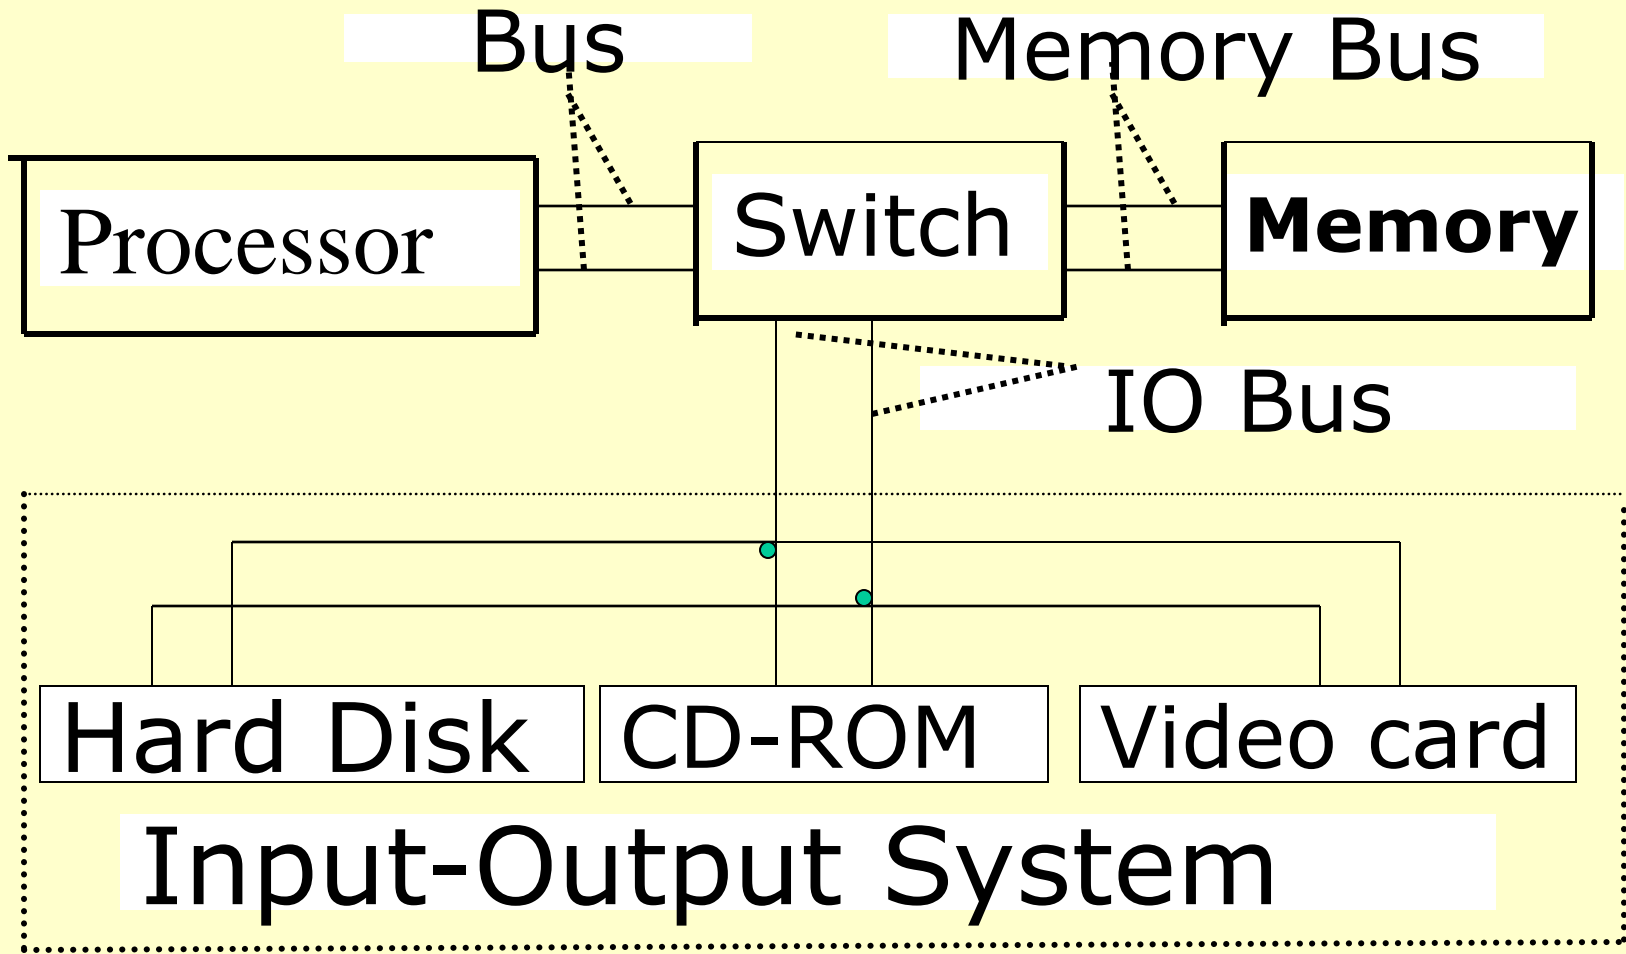 Bus
Memory Bus
Processor
Switch
Memory
IO Bus
Hard Disk
CD-ROM
Video card
Input-Output System